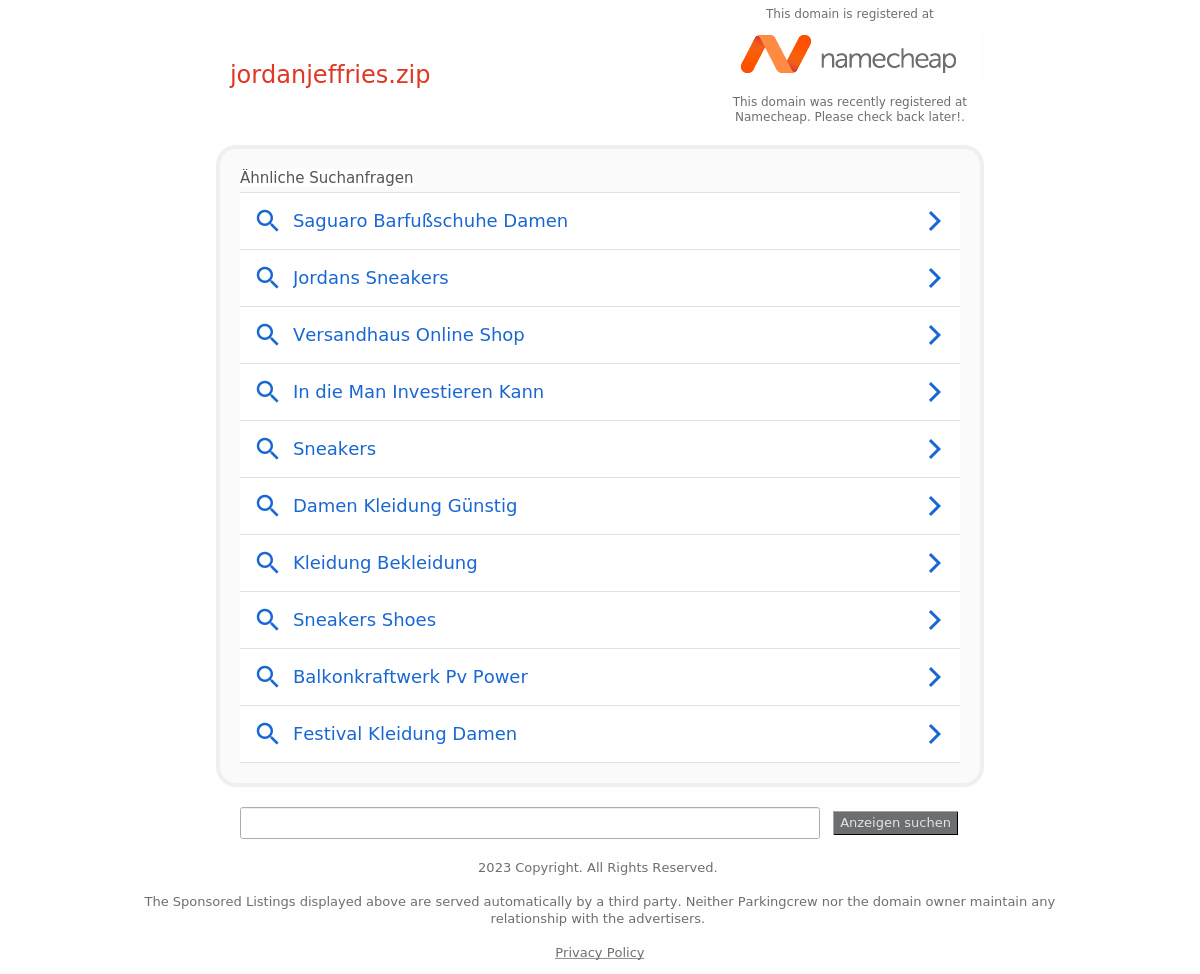 This domain is registered at
namecheap
jordanjeffries.zip
This domain was recently registered at
Namecheap. Please check back later!.
Ähnliche Suchanfragen
Saguaro Barfußschuhe Damen
Jordans Sneakers
Versandhaus Online Shop
In die Man Investieren Kann
Sneakers
Damen Kleidung Günstig
Kleidung Bekleidung
Sneakers Shoes
Balkonkraftwerk Pv Power
Festival Kleidung Damen
Anzeigen suchen
2023 Copyright. All Rights Reserved.
The Sponsored Listings displayed above are served automatically by a third party. Neither Parkingcrew nor the domain owner maintain any
relationship with the advertisers.
Privacy Policy